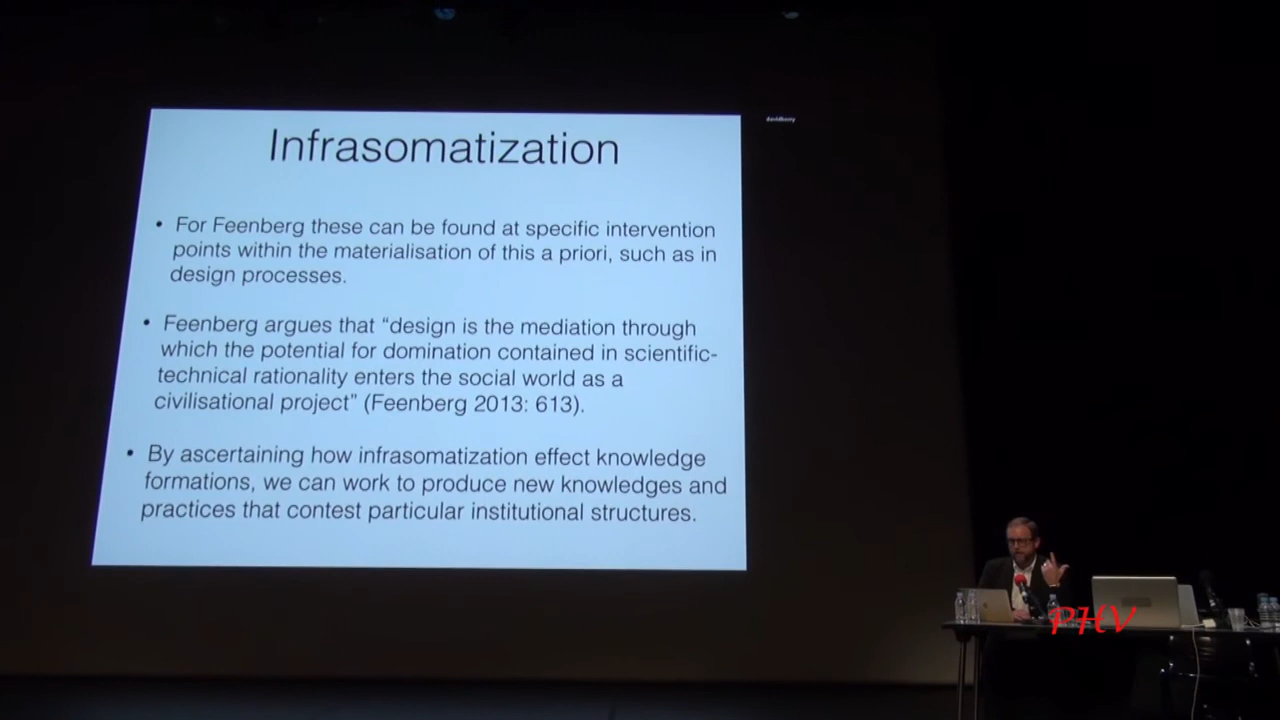 davidberry
Infrasomatization
• For Feenberg these can be found at specific intervention
points within the materialisation of this a priori, such as in
design processes.
• Feenberg argues that “design is the mediation through
which the potential for domination contained in scientific-
technical rationality enters the social world as a
civilisational project” (Feenberg 2013: 613).
• By ascertaining how infrasomatization effect knowledge
formations, we can work to produce new knowledges and
practices that contest particular institutional structures.
PHV